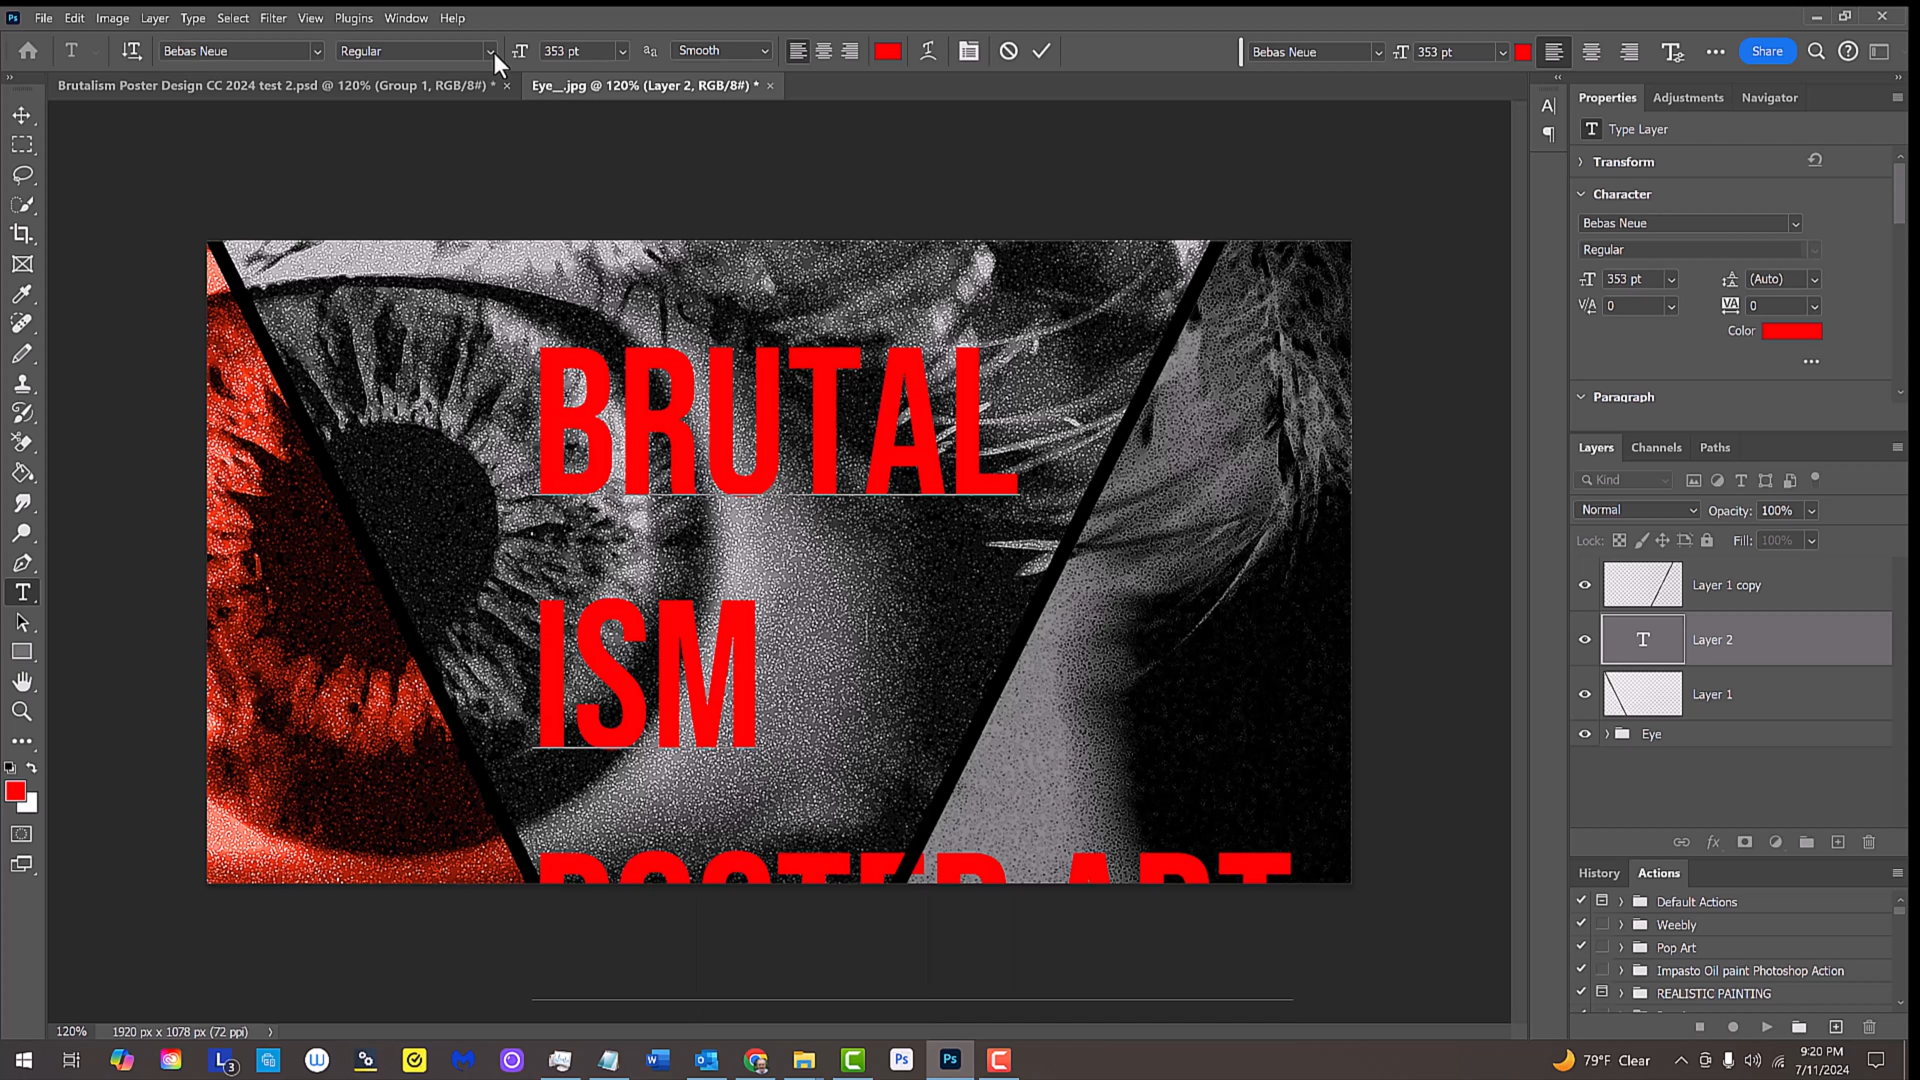 File Edit Image Layer Type Select Filter View Plugins Window Help
Bebas Neue Regular 353 pt Smooth Bebas Neue 353 pt Share
Brutalism Poster Design CC 2024 test 2.psd @ 120% (Group 1, RGB/8#) * × Eye__.jpg @ 120% (Layer 2, RGB/8#) * ×
Properties Adjustments Navigator
Type Layer
Transform
Character
Bebas Neue
Regular
353 pt (Auto)
0 0
Color
Paragraph
Layers Channels Paths
Kind
Normal Opacity: 100%
Lock: Fill: 100%
Layer 1 copy
Layer 2
Layer 1
Eye
History Actions
Default Actions
Weebly
Pop Art
Impasto Oil paint Photoshop Action
REALISTIC PAINTING
BRUTAL
ISM
POSTER ART
120% 1920 px x 1078 px (72 ppi)
79°F Clear
9:20 PM
7/11/2024